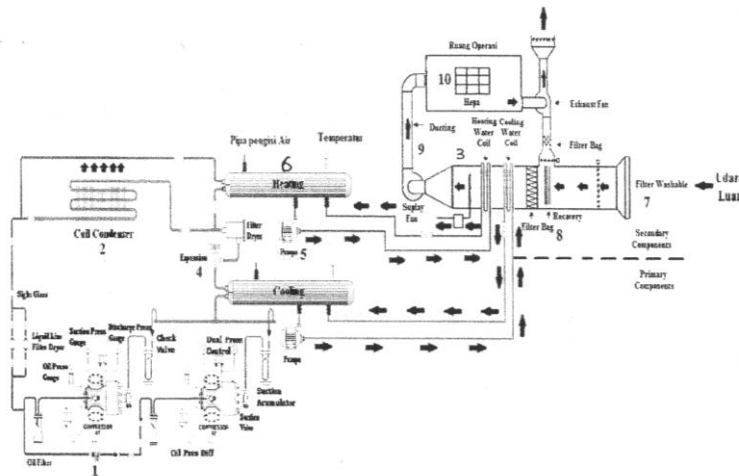 Ruang Operasi
10
Hepa
Exhaust Fan
Pipa pengisi Air
6
Temperatur
Heating
Ducting
9
3
Heating
Water
Coil
Cooling
Water
Coil
Filter Bag
Suplay
Fan
Filter Washable
7
Udara
Luar
Recovery
8
Filter Bag
Secondary
Components
Primary
Components
Coil Condenser
2
Filter
Dryer
Expansion
4
Pompa
5
Cooling
Pompa
Sight Glass
Liquid Line
Filter Dryer
Suction Press
Gauge
Discharge Press
Gauge
Check
Valve
Dual Press
Control
Oil Press
Gauge
Suction
Acumulator
Suction
Valve
COMPRESSOR
COMPRESSOR
Oil Filter
1
Oil Press Diff